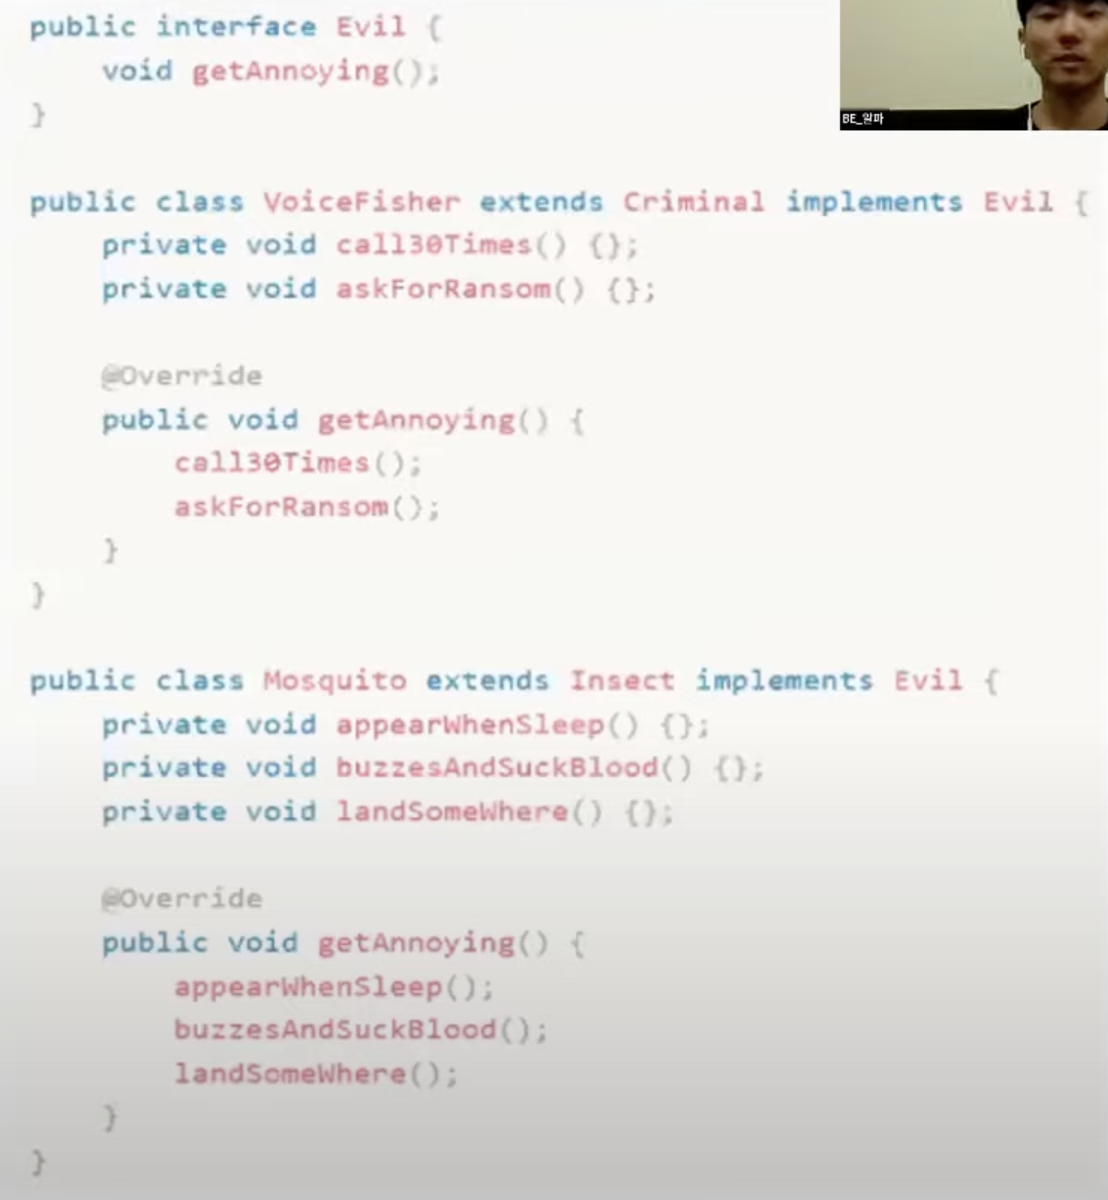 public interface Evil {
    void getAnnoying();
}

public class VoiceFisher extends Criminal implements Evil {
    private void call30Times() {};
    private void askForRansom() {};

    @Override
    public void getAnnoying() {
        call30Times();
        askForRansom();
    }
}

public class Mosquito extends Insect implements Evil {
    private void appearWhenSleep() {};
    private void buzzesAndSuckBlood() {};
    private void landSomeWhere() {};

    @Override
    public void getAnnoying() {
        appearWhenSleep();
        buzzesAndSuckBlood();
        landSomeWhere();
    }
}
BE_알파